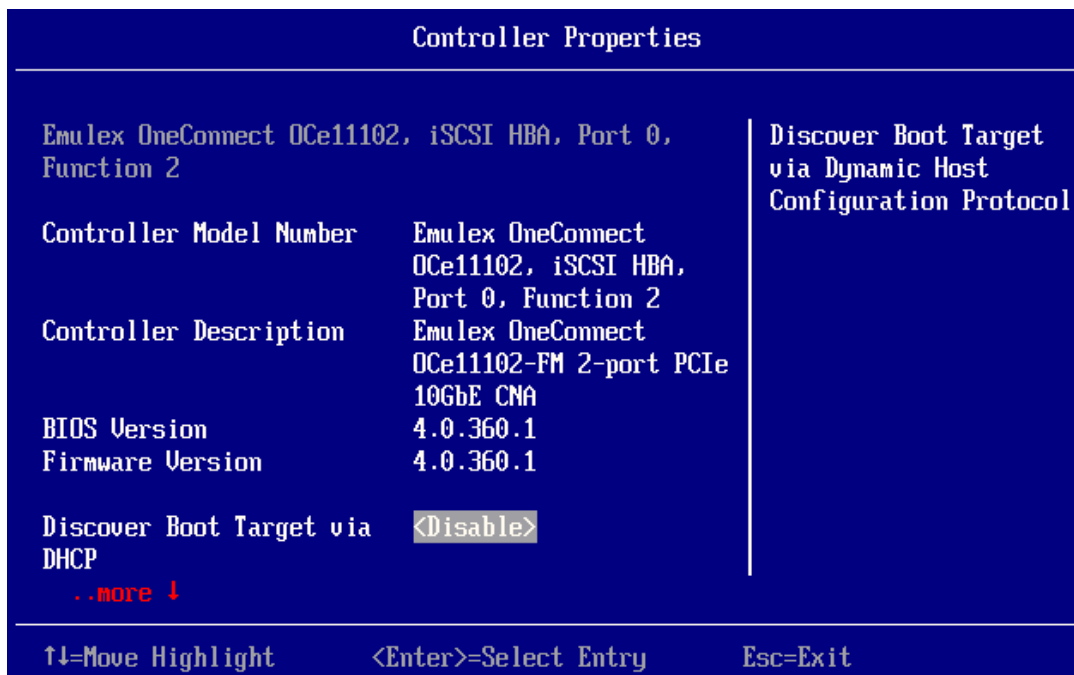 Controller Properties
Emulex OneConnect OCe11102, iSCSI HBA, Port 0,
Function 2
Discover Boot Target
via Dynamic Host
Configuration Protocol
Controller Model Number Emulex OneConnect
OCe11102, iSCSI HBA,
Port 0, Function 2
Controller Description Emulex OneConnect
OCe11102-FM 2-port PCIe
10GbE CNA
BIOS Version 4.0.360.1
Firmware Version 4.0.360.1
Discover Boot Target via <Disable>
DHCP
..more ↓
↑↓=Move Highlight <Enter>=Select Entry Esc=Exit